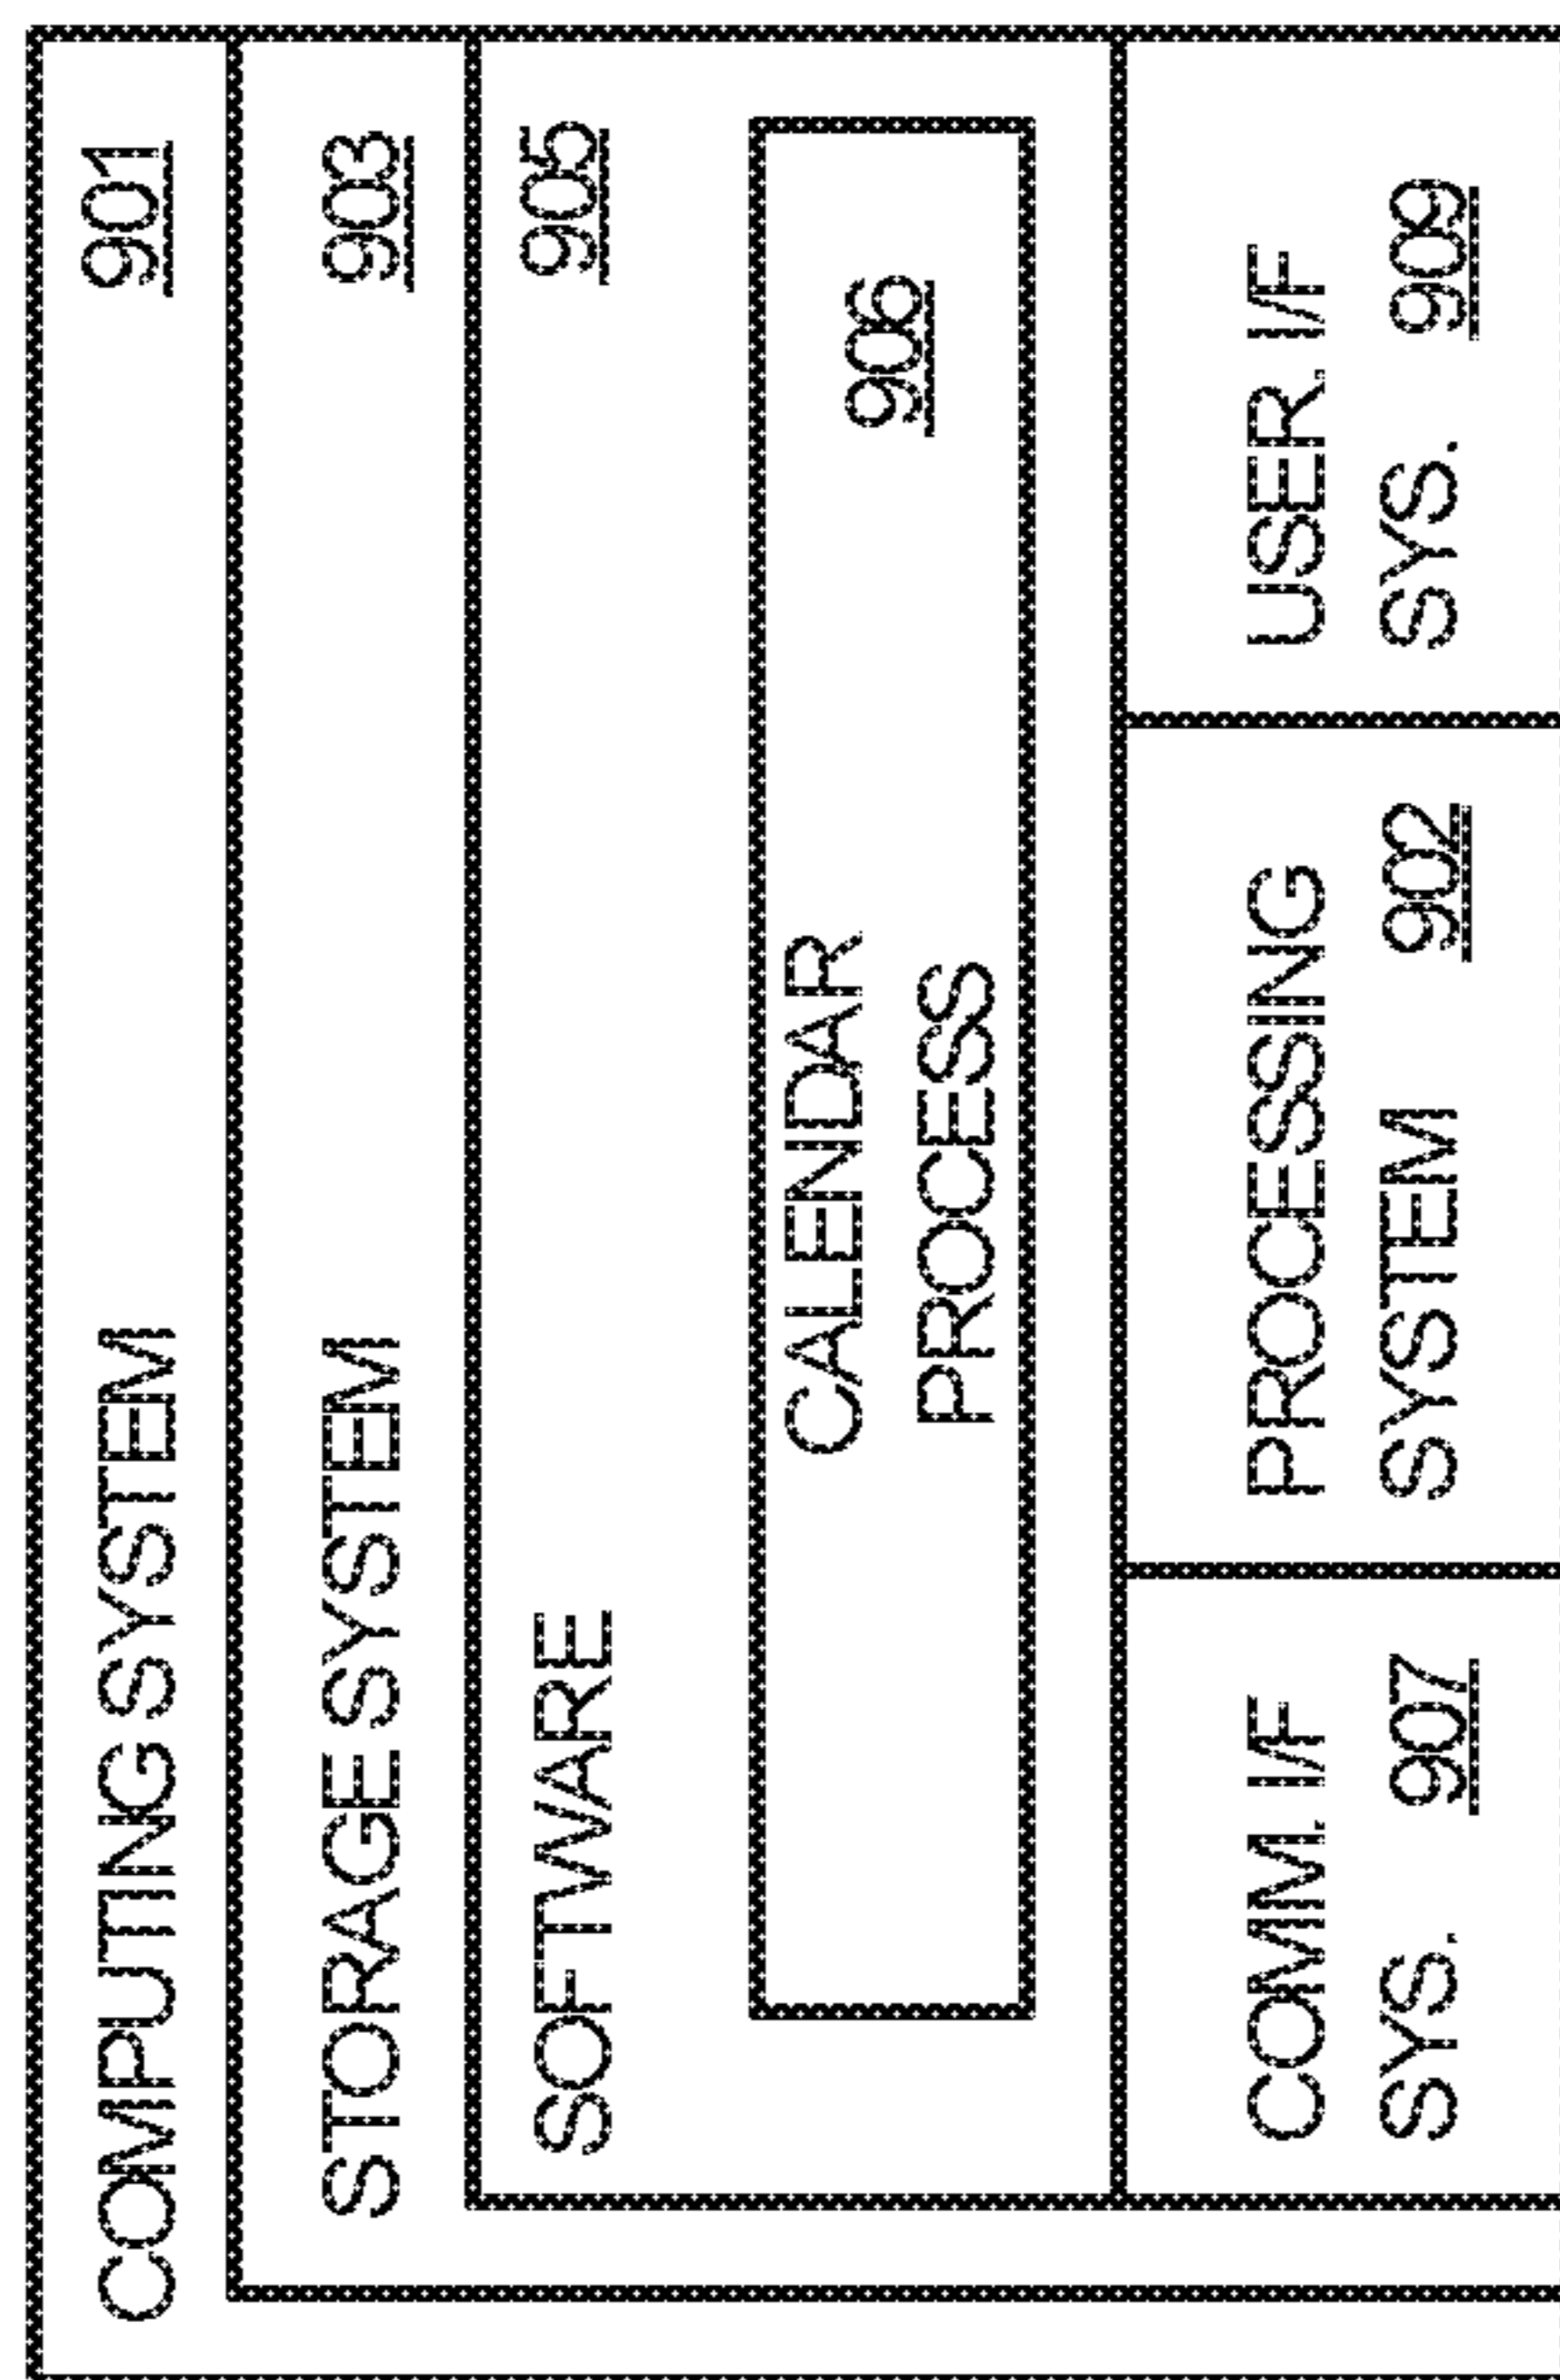 COMPUTING SYSTEM 901
STORAGE SYSTEM 903
SOFTWARE 905
CALENDAR
906
PROCESS
COMM. I/F
SYS. 907
PROCESSING
SYSTEM 902
USER I/F
SYS. 909